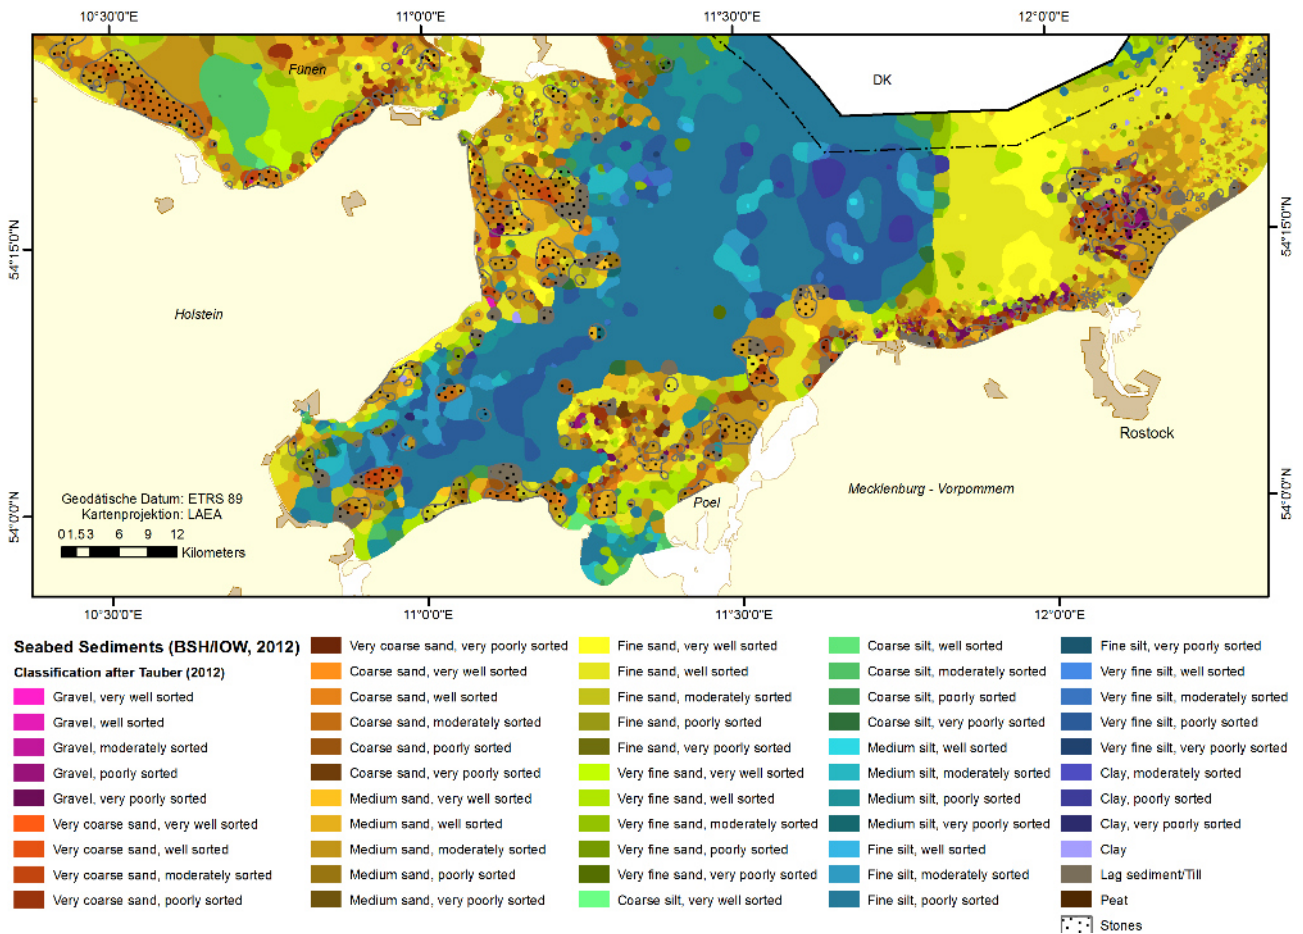 10°30'0"E 11°0'0"E 11°30'0"E 12°0'0"E
Fünen
DK
54°15'0"N
54°15'0"N
Holstein
Rostock
Mecklenburg - Vorpommern
Poel
Geodätische Datum: ETRS 89
Kartenprojektion: LAEA
0 1.5 3 6 9 12
Kilometers
54°0'0"N
54°0'0"N
10°30'0"E 11°0'0"E 11°30'0"E 12°0'0"E
Seabed Sediments (BSH/IOW, 2012)
Classification after Tauber (2012)
Gravel, very well sorted
Gravel, well sorted
Gravel, moderately sorted
Gravel, poorly sorted
Gravel, very poorly sorted
Very coarse sand, very well sorted
Very coarse sand, well sorted
Very coarse sand, moderately sorted
Very coarse sand, poorly sorted
Very coarse sand, very poorly sorted
Coarse sand, very well sorted
Coarse sand, well sorted
Coarse sand, moderately sorted
Coarse sand, poorly sorted
Coarse sand, very poorly sorted
Medium sand, very well sorted
Medium sand, well sorted
Medium sand, moderately sorted
Medium sand, poorly sorted
Medium sand, very poorly sorted
Fine sand, very well sorted
Fine sand, well sorted
Fine sand, moderately sorted
Fine sand, poorly sorted
Fine sand, very poorly sorted
Very fine sand, very well sorted
Very fine sand, well sorted
Very fine sand, moderately sorted
Very fine sand, poorly sorted
Very fine sand, very poorly sorted
Coarse silt, very well sorted
Coarse silt, well sorted
Coarse silt, moderately sorted
Coarse silt, poorly sorted
Coarse silt, very poorly sorted
Medium silt, well sorted
Medium silt, moderately sorted
Medium silt, poorly sorted
Medium silt, very poorly sorted
Fine silt, well sorted
Fine silt, moderately sorted
Fine silt, poorly sorted
Fine silt, very poorly sorted
Very fine silt, well sorted
Very fine silt, moderately sorted
Very fine silt, poorly sorted
Very fine silt, very poorly sorted
Clay, moderately sorted
Clay, poorly sorted
Clay, very poorly sorted
Clay
Lag sediment/Till
Peat
Stones